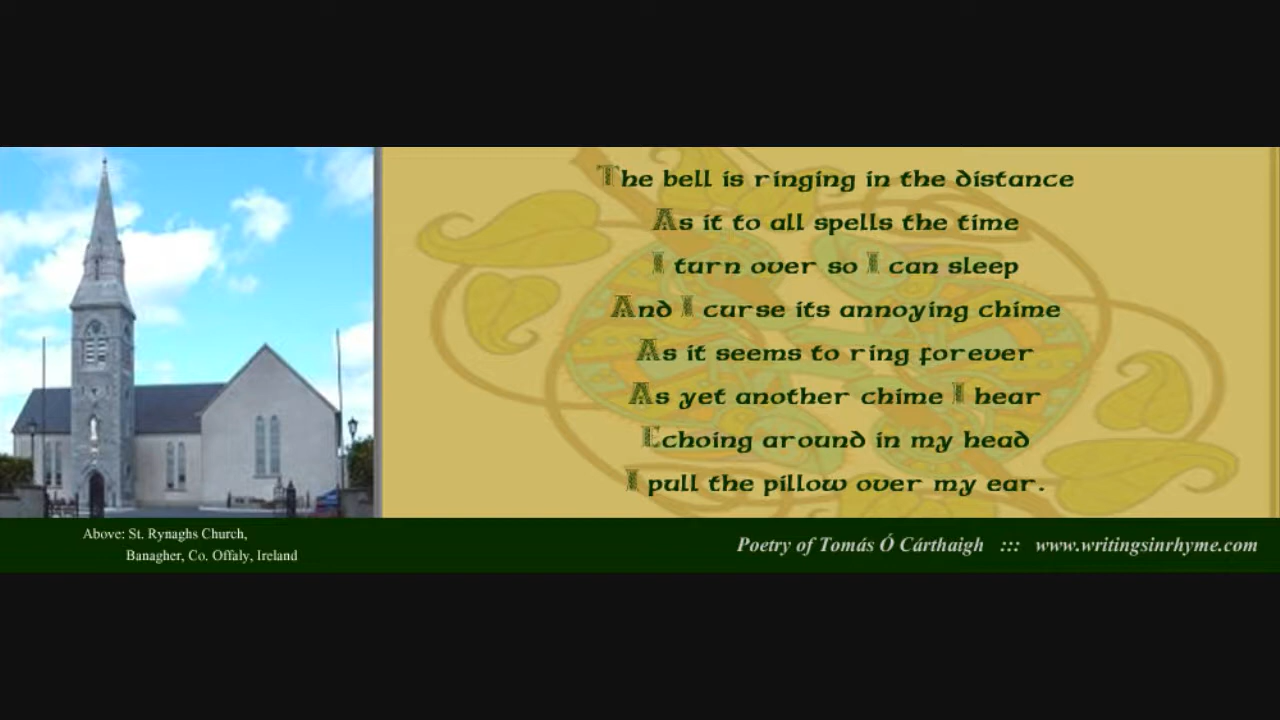 The bell is ringing in the distance
As it to all spells the time
I turn over so I can sleep
And I curse its annoying chime
As it seems to ring forever
As yet another chime I hear
Echoing around in my head
I pull the pillow over my ear.
Above: St. Rynaghs Church,
Banagher, Co. Offaly, Ireland
Poetry of Tomás Ó Cárthaigh ::: www.writingsinrhyme.com